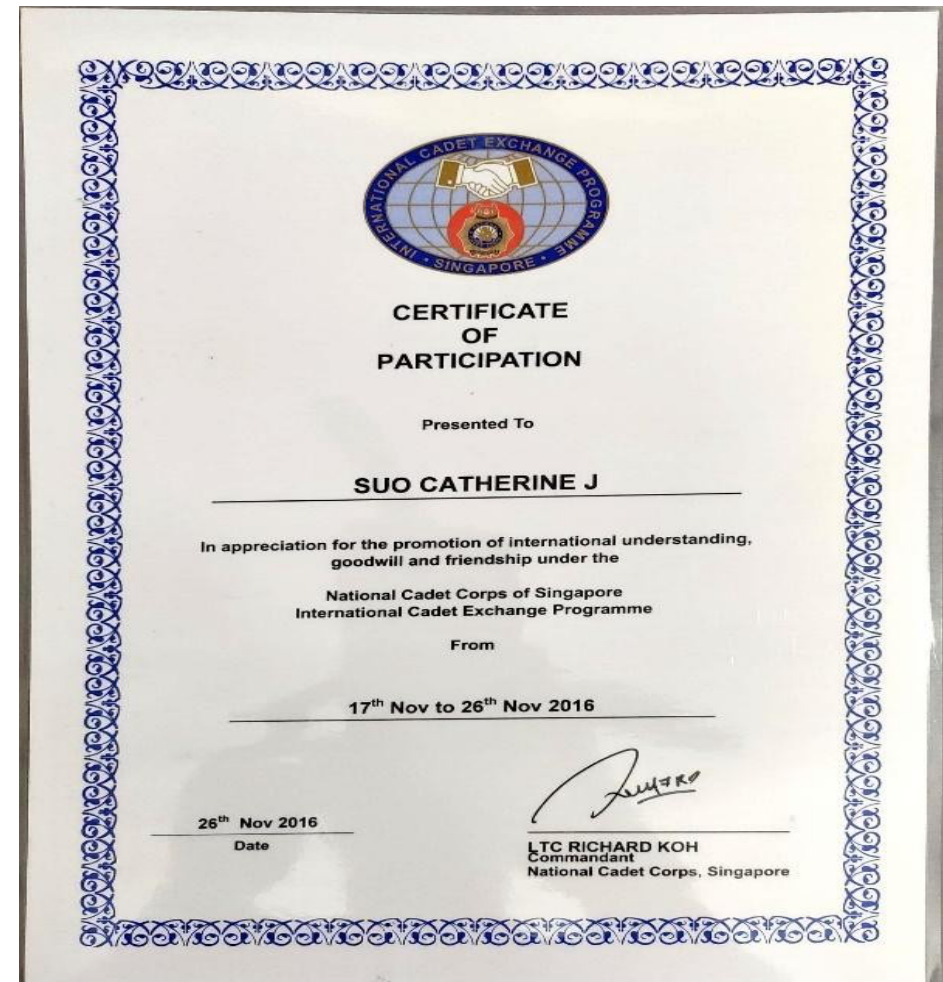 INTERNATIONAL CADET EXCHANGE PROGRAMME
• SINGAPORE •
CERTIFICATE
OF
PARTICIPATION
Presented To
SUO CATHERINE J
In appreciation for the promotion of international understanding,
goodwill and friendship under the
National Cadet Corps of Singapore
International Cadet Exchange Programme
From
17th Nov to 26th Nov 2016
26th Nov 2016
Date
LTC RICHARD KOH
Commandant
National Cadet Corps, Singapore